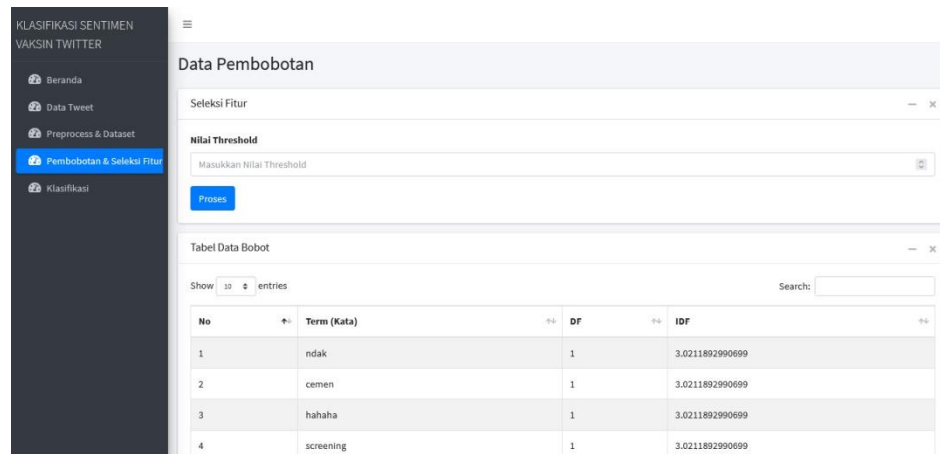 KLASIFIKASI SENTIMEN
VAKSIN TWITTER
Beranda
Data Tweet
Preprocess & Dataset
Pembobotan & Seleksi Fitur
Klasifikasi
Data Pembobotan
Seleksi Fitur
Nilai Threshold
Masukkan Nilai Threshold
Proses
Tabel Data Bobot
Show 10 entries Search:
No Term (Kata) DF IDF
1 ndak 1 3.0211892990699
2 cemen 1 3.0211892990699
3 hahaha 1 3.0211892990699
4 screening 1 3.0211892990699